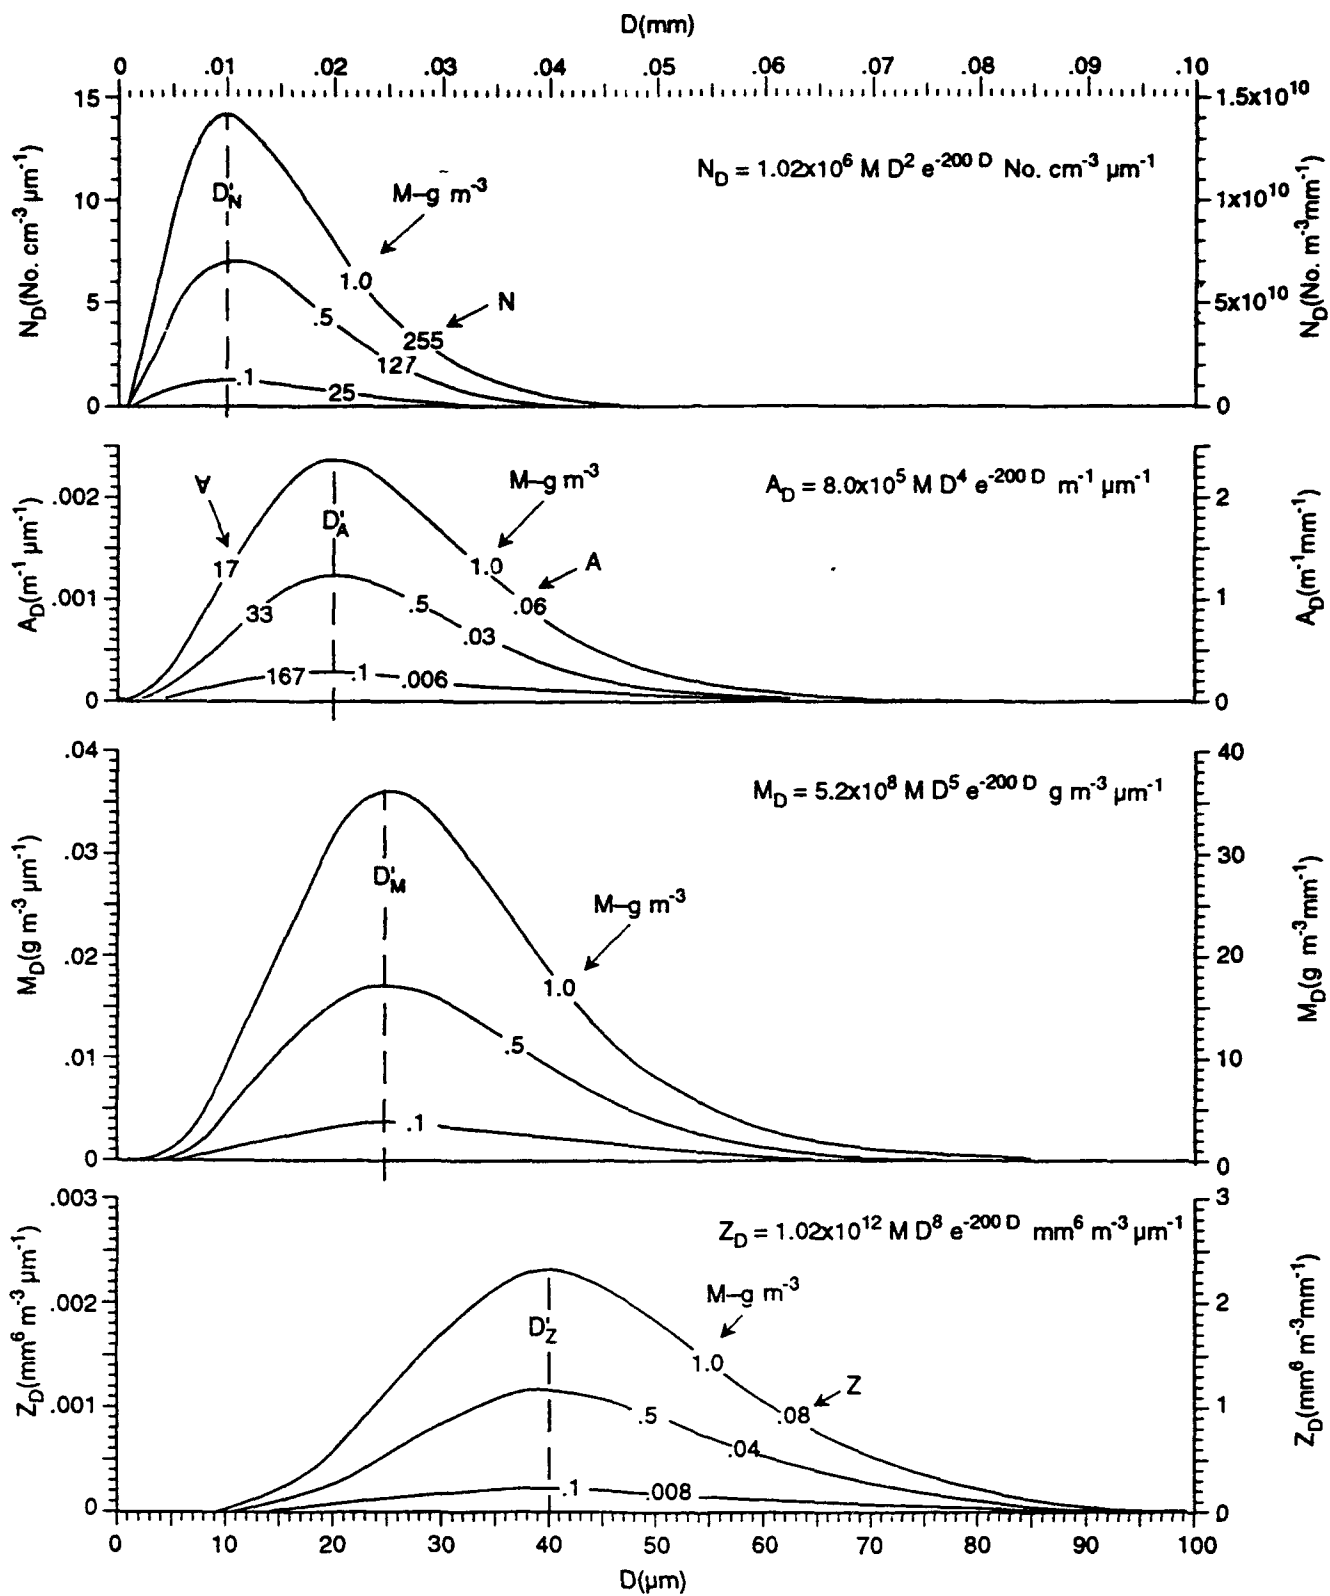 D(mm)
0 .01 .02 .03 .04 .05 .06 .07 .08 .09 .10
15
10
5
0
N_D(No. cm⁻³ µm⁻¹)
D'_N
M–g m⁻³
N_D = 1.02x10⁶ M D² e^(-200 D) No. cm⁻³ µm⁻¹
1.0
N
.5
255
127
.1
25
1.5x10¹⁰
1x10¹⁰
5x10¹⁰
0
N_D(No. m⁻³mm⁻¹)
.002
.001
0
A_D(m⁻¹ µm⁻¹)
∀
D'_A
M–g m⁻³
A_D = 8.0x10⁵ M D⁴ e^(-200 D) m⁻¹ µm⁻¹
17
1.0
A
33
.5
.06
.03
167
.1
.006
2
1
0
A_D(m⁻¹mm⁻¹)
.04
.03
.02
.01
0
M_D(g m⁻³ µm⁻¹)
D'_M
M_D = 5.2x10⁸ M D⁵ e^(-200 D) g m⁻³ µm⁻¹
M–g m⁻³
1.0
.5
.1
40
30
20
10
0
M_D(g m⁻³mm⁻¹)
.003
.002
.001
0
Z_D(mm⁶ m⁻³ µm⁻¹)
Z_D = 1.02x10¹² M D⁸ e^(-200 D) mm⁶ m⁻³ µm⁻¹
M–g m⁻³
D'_Z
1.0
Z
.5
.08
.04
.1
.008
3
2
1
0
Z_D(mm⁶ m⁻³mm⁻¹)
0 10 20 30 40 50 60 70 80 90 100
D(µm)